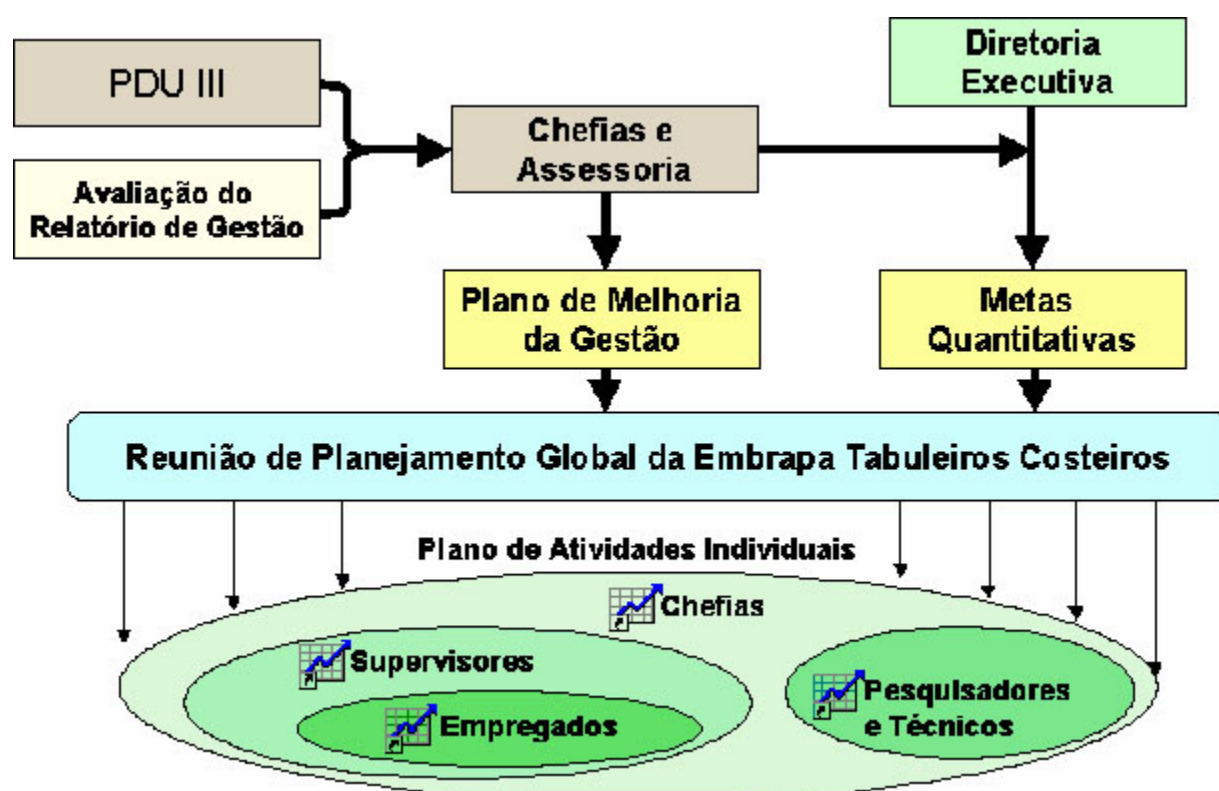 PDU III
Diretoria
Executiva
Chefias e
Assessoria
Avaliação do
Relatório de Gestão
Plano de Melhoria
da Gestão
Metas
Quantitativas
Reunião de Planejamento Global da Embrapa Tabuleiros Costeiros
Plano de Atividades Individuais
Chefias
Supervisores
Pesquisadores
e Técnicos
Empregados